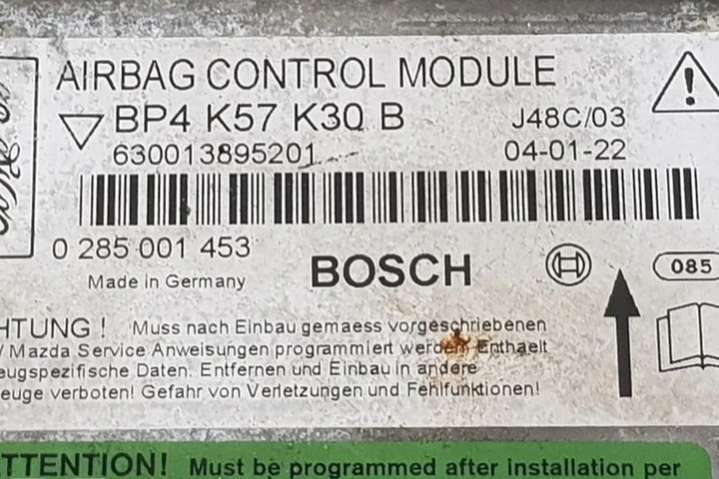 AIRBAG CONTROL MODULE
BP4 K57 K30 B J48C/03
630013895201 04-01-22
0 285 001 453
Made in Germany BOSCH 085
HTUNG ! Muss nach Einbau gemaess vorgeschriebenen
/ Mazda Service Anweisungen programmiert werden. Enthaelt
eugspezifische Daten. Entfernen und Einbau in andere
euge verboten! Gefahr von Verletzungen und Fehlfunktionen!
TTENTION! Must be programmed after installation per